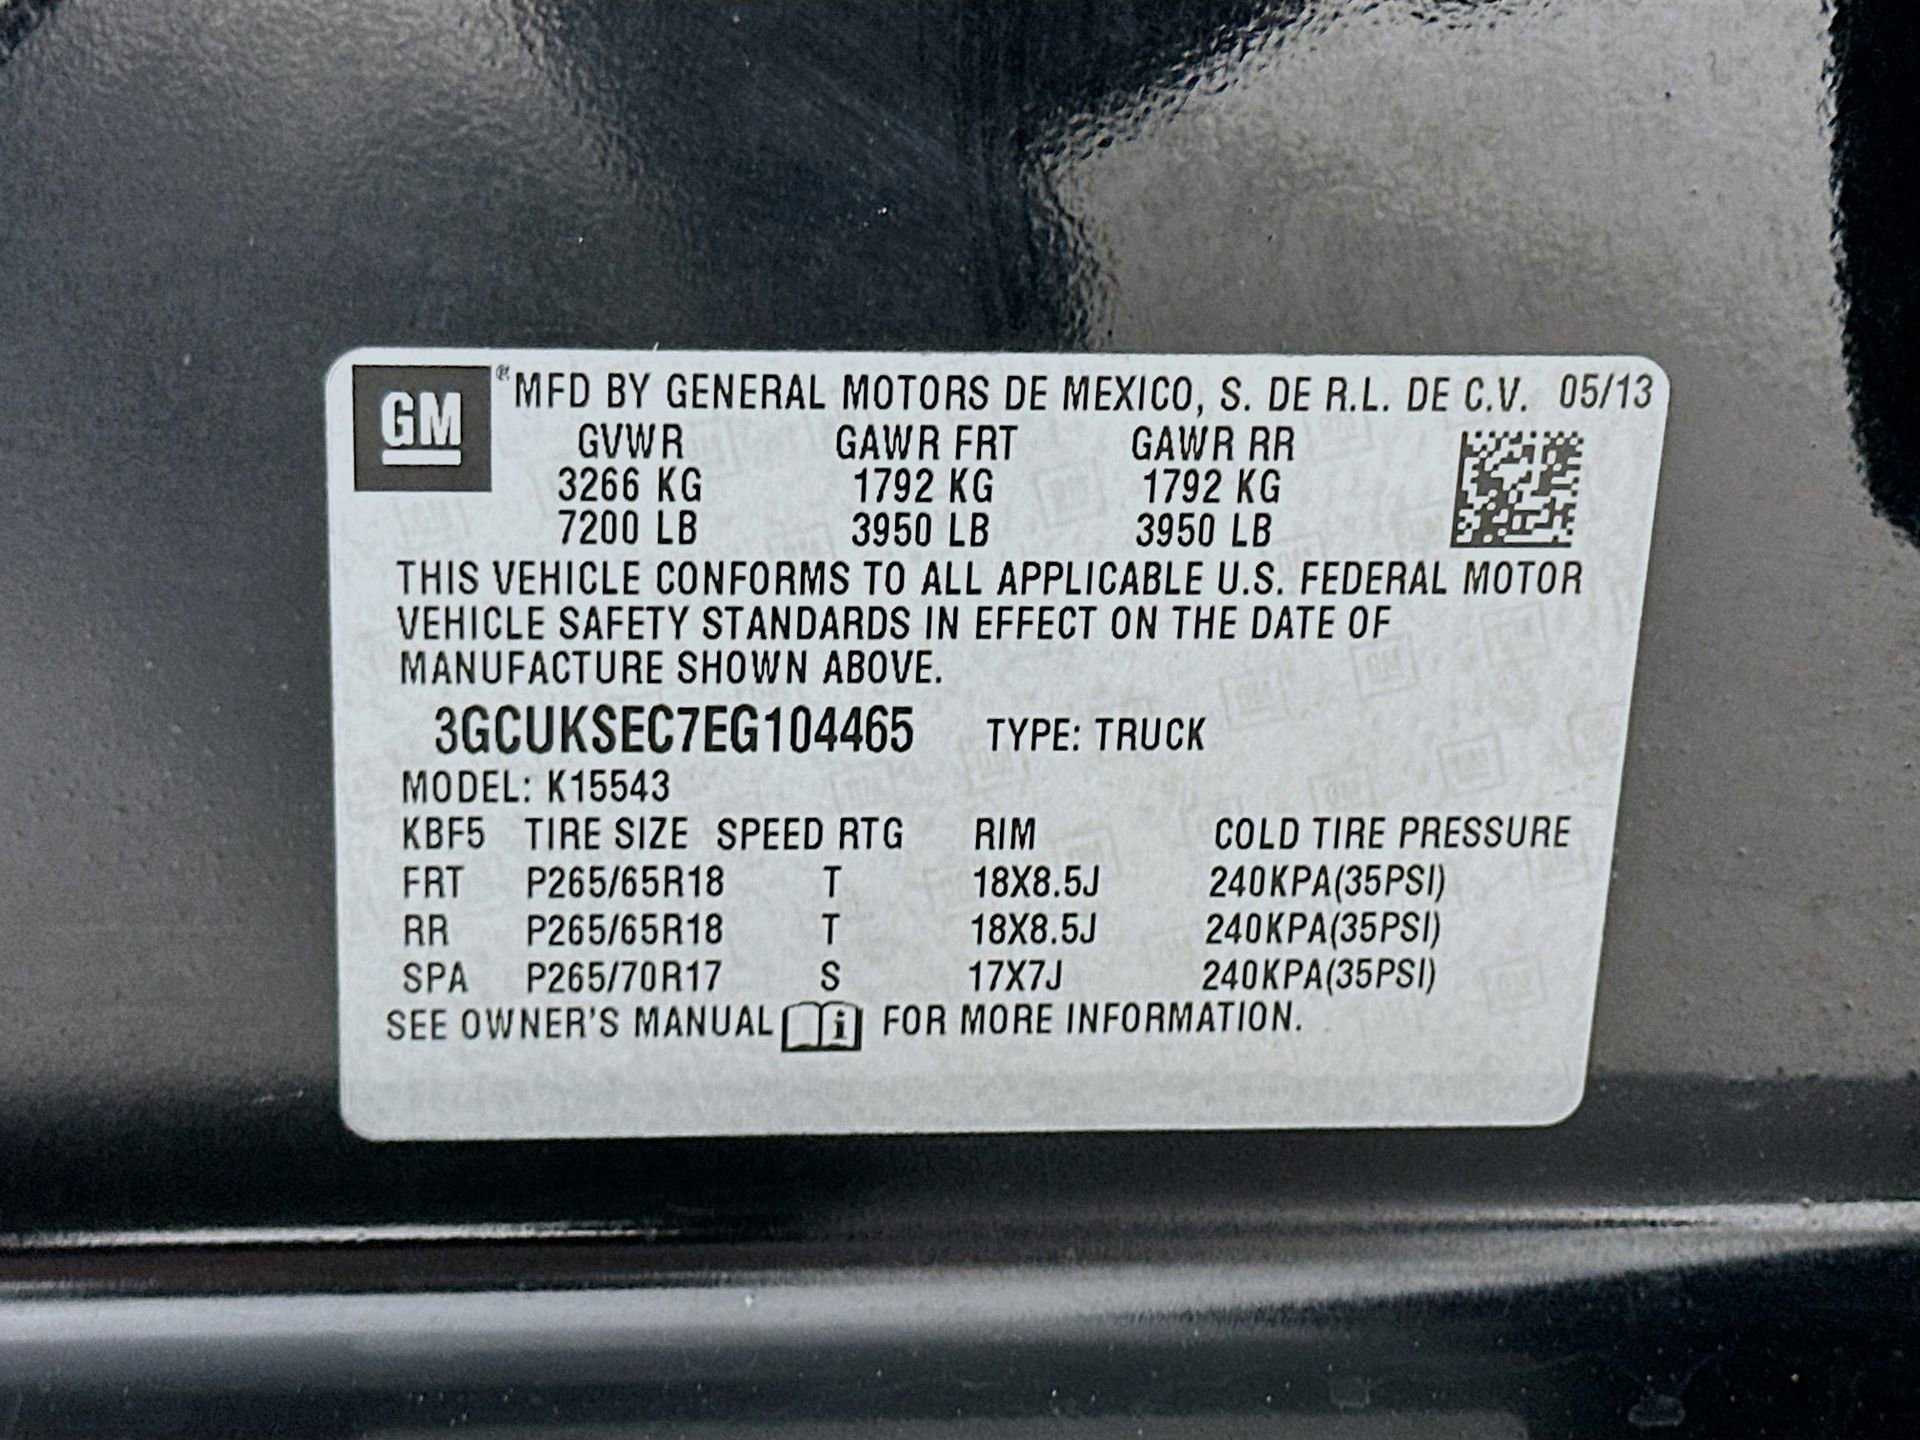 GM ® MFD BY GENERAL MOTORS DE MEXICO, S. DE R.L. DE C.V. 05/13
GVWR GAWR FRT GAWR RR
3266 KG 1792 KG 1792 KG
7200 LB 3950 LB 3950 LB
THIS VEHICLE CONFORMS TO ALL APPLICABLE U.S. FEDERAL MOTOR
VEHICLE SAFETY STANDARDS IN EFFECT ON THE DATE OF
MANUFACTURE SHOWN ABOVE.
3GCUKSEC7EG104465 TYPE: TRUCK
MODEL: K15543
KBF5 TIRE SIZE SPEED RTG RIM COLD TIRE PRESSURE
FRT P265/65R18 T 18X8.5J 240KPA(35PSI)
RR P265/65R18 T 18X8.5J 240KPA(35PSI)
SPA P265/70R17 S 17X7J 240KPA(35PSI)
SEE OWNER'S MANUAL i FOR MORE INFORMATION.